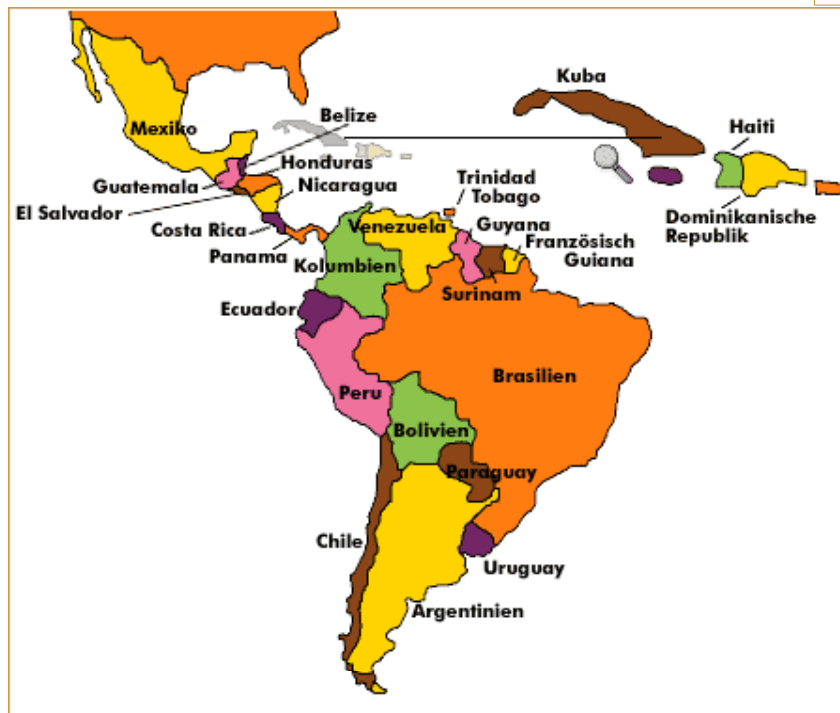 Kuba
Belize
Mexiko
Haiti
Honduras
Guatemala
Nicaragua
Trinidad
Tobago
El Salvador
Dominikanische
Republik
Costa Rica
Venezuela
Guyana
Panama
Französisch
Guiana
Kolumbien
Surinam
Ecuador
Brasilien
Peru
Bolivien
Paraguay
Chile
Uruguay
Argentinien